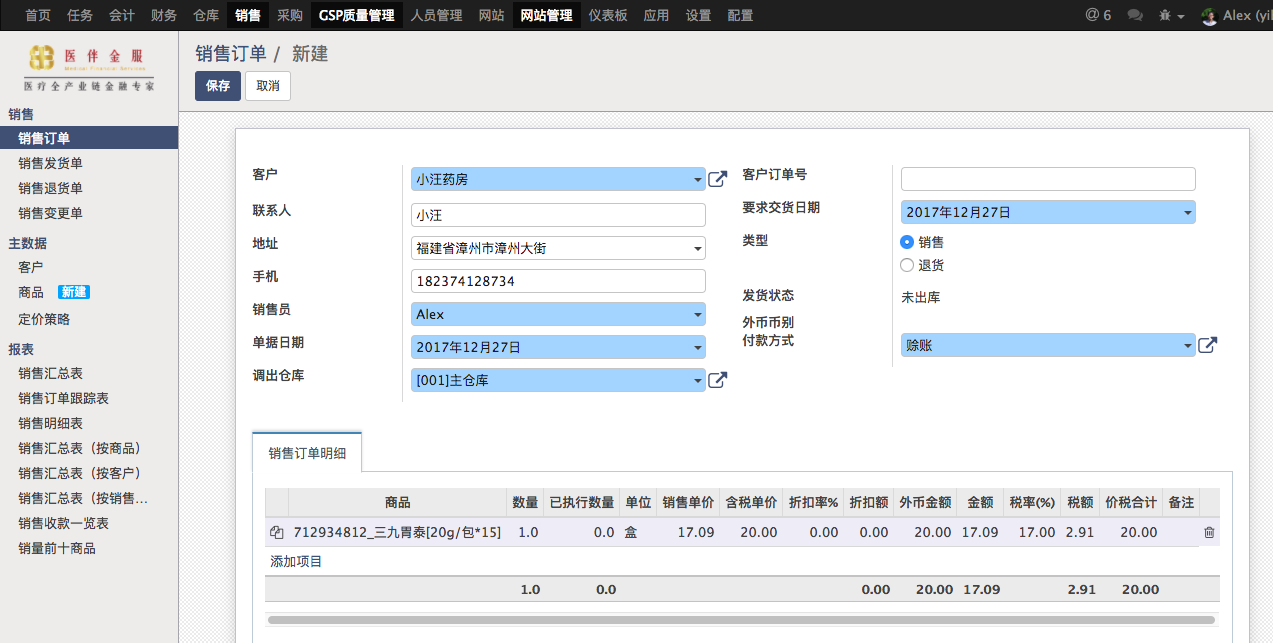 首页 任务 会计 财务 仓库 销售 采购 GSP质量管理 人员管理 网站 网站管理 仪表板 应用 设置 配置 @ 6 Alex (yi
医伴金服
医疗全产业链金融专家
销售
销售订单
销售发货单
销售退货单
销售变更单
主数据
客户
商品 新建
定价策略
报表
销售汇总表
销售订单跟踪表
销售明细表
销售汇总表（按商品）
销售汇总表（按客户）
销售汇总表（按销售…
销售收款一览表
销量前十商品
销售订单 / 新建
保存 取消
客户 小汪药房
联系人 小汪
地址 福建省漳州市漳州大街
手机 182374128734
销售员 Alex
单据日期 2017年12月27日
调出仓库 [001]主仓库
客户订单号
要求交货日期 2017年12月27日
类型 销售
退货
发货状态 未出库
外币币别
付款方式 赊账
销售订单明细
商品 数量 已执行数量 单位 销售单价 含税单价 折扣率% 折扣额 外币金额 金额 税率(%) 税额 价税合计 备注
712934812_三九胃泰[20g/包*15] 1.0 0.0 盒 17.09 20.00 0.00 0.00 20.00 17.09 17.00 2.91 20.00
添加项目
1.0 0.0 0.00 20.00 17.09 2.91 20.00